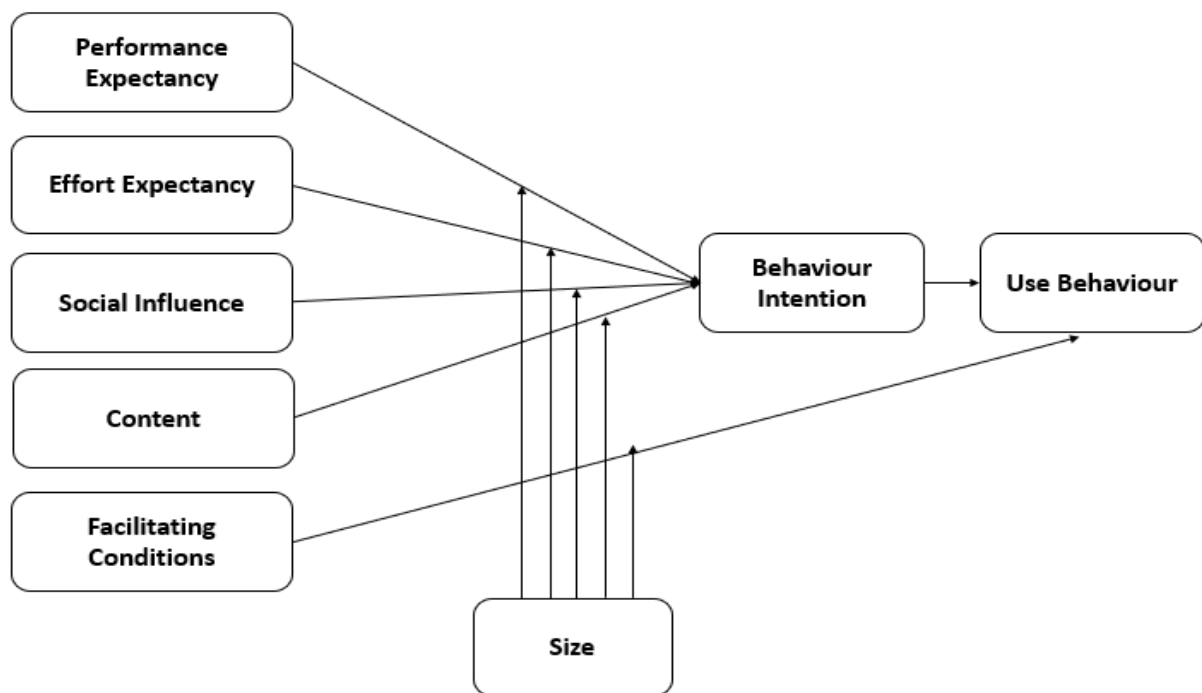 Performance
Expectancy
Effort Expectancy
Social Influence
Content
Facilitating
Conditions
Behaviour
Intention
Use Behaviour
Size